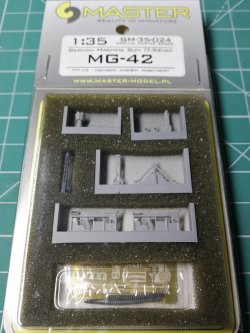 MASTER
REALITY IN MINIATURE
1:35
GM-35-024
GERMAN MACHINE GUN (7,92mm)
MG-42
WWW.MASTER-MODEL.PL